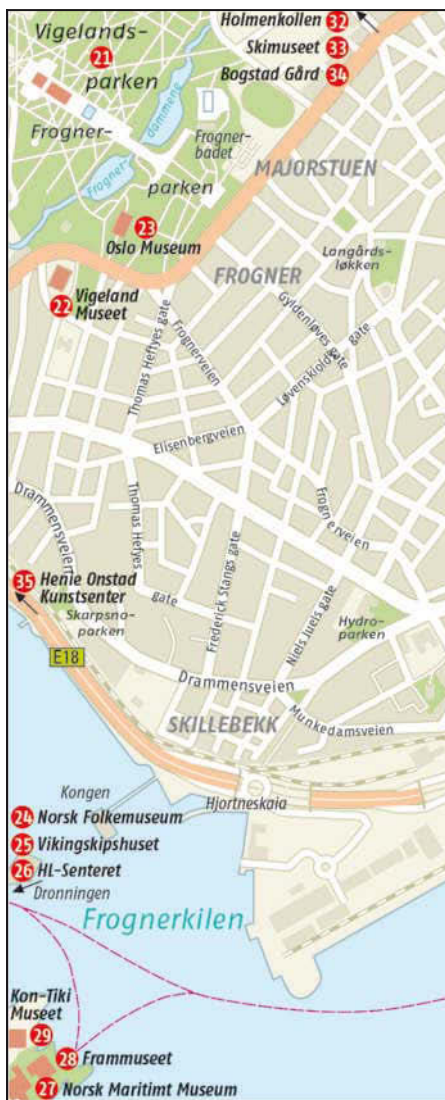 Holmenkollen 32
Skimuseet 33
Bogstad Gård 34
Vigelands-
21
parken
Frogner-
dammene
Frogner-
badet
Frogner-
parken
MAJORSTUEN
23
Oslo Museum
Langårds-
løkken
FROGNER
22 Vigeland
Museet
Gyldenløves gate
Løvenskiolds gate
Thomas Heftyes gate
Frognerveien
Elisenbergveien
Drammensveien
Thomas Heftyes
gate
Frognerveien
Frederick Stangs gate
35 Henie Onstad
Kunstsenter
Skarpsno-
parken
Niels Juels gate
Hydro-
parken
E18
Drammensveien
SKILLEBEKK
Munkedamsveien
Kongen
Hjortneskaia
24 Norsk Folkemuseum
25 Vikingskipshuset
26 HL-Senteret
Dronningen
Frognerkilen
Kon-Tiki
Museet
29
28 Frammuseet
27 Norsk Maritimt Museum